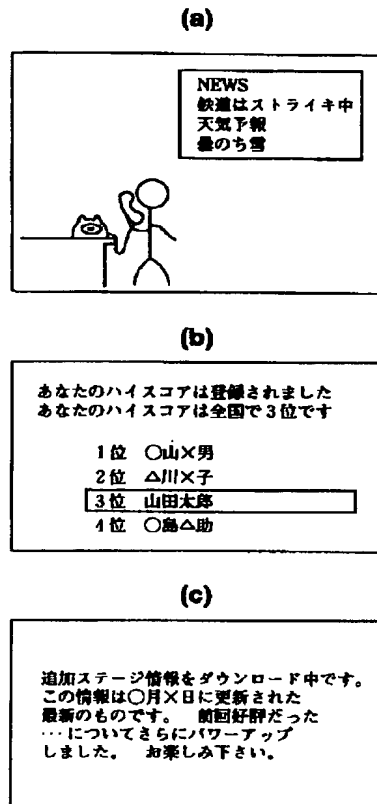 (a)
NEWS
鉄道はストライキ中
天気予報
曇のち雪
(b)
あなたのハイスコアは登録されました
あなたのハイスコアは全国で3位です
1位 ○山×男
2位 △川×子
3位 山田太郎
4位 ○島△助
(c)
追加ステージ情報をダウンロード中です。
この情報は○月×日に更新された
最新のものです。 前回好評だった
…についてさらにパワーアップ
しました。 お楽しみ下さい。